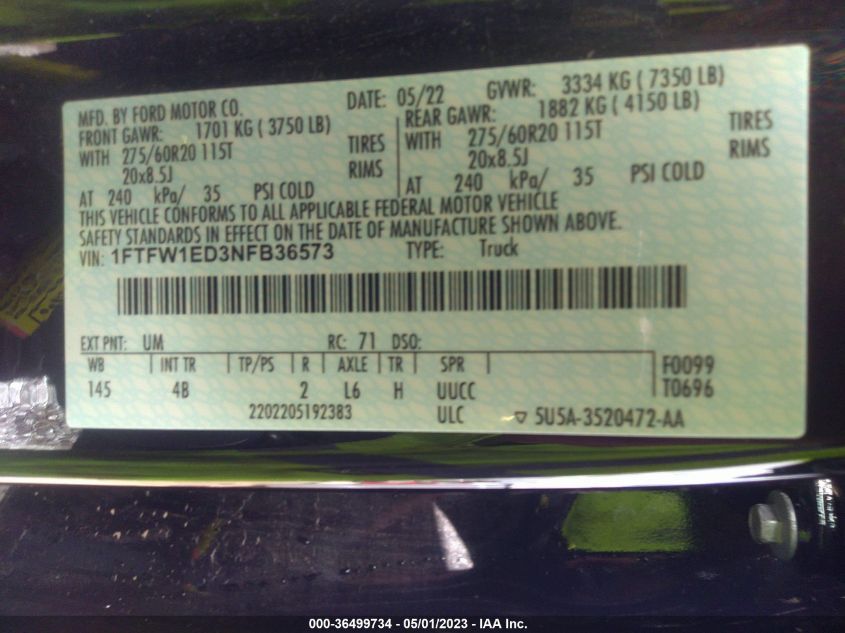 MFD. BY FORD MOTOR CO. DATE: 05/22 GVWR: 3334 KG ( 7350 LB)
FRONT GAWR: 1701 KG ( 3750 LB) REAR GAWR: 1882 KG ( 4150 LB)
WITH 275/60R20 115T TIRES WITH 275/60R20 115T TIRES
20x8.5J RIMS 20x8.5J RIMS
AT 240 kPa/ 35 PSI COLD AT 240 kPa/ 35 PSI COLD
THIS VEHICLE CONFORMS TO ALL APPLICABLE FEDERAL MOTOR VEHICLE
SAFETY STANDARDS IN EFFECT ON THE DATE OF MANUFACTURE SHOWN ABOVE.
VIN: 1FTFW1ED3NFB36573 TYPE: Truck
EXT PNT: UM RC: 71 DSO:
WB INT TR TP/PS R AXLE TR SPR F0099
145 4B 2 L6 H UUCC T0696
2202205192383 ULC ▽ 5U5A-3520472-AA
000-36499734 - 05/01/2023 - IAA Inc.